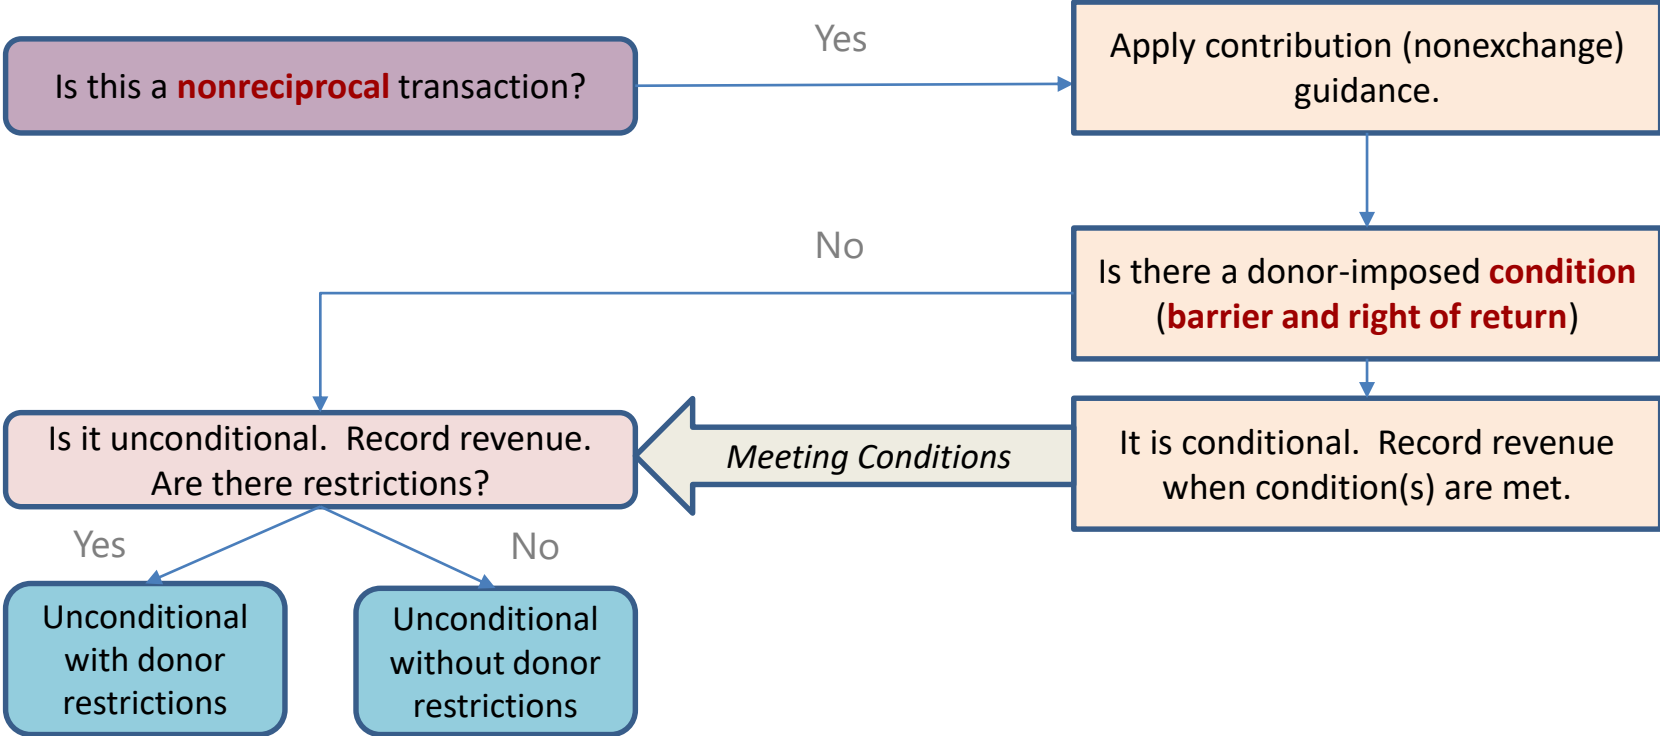 Is this a nonreciprocal transaction?
Yes
Apply contribution (nonexchange)
guidance.
No
Is there a donor-imposed condition
(barrier and right of return)
Is it unconditional.  Record revenue.
Are there restrictions?
Meeting Conditions
It is conditional.  Record revenue
when condition(s) are met.
Yes
No
Unconditional
with donor
restrictions
Unconditional
without donor
restrictions